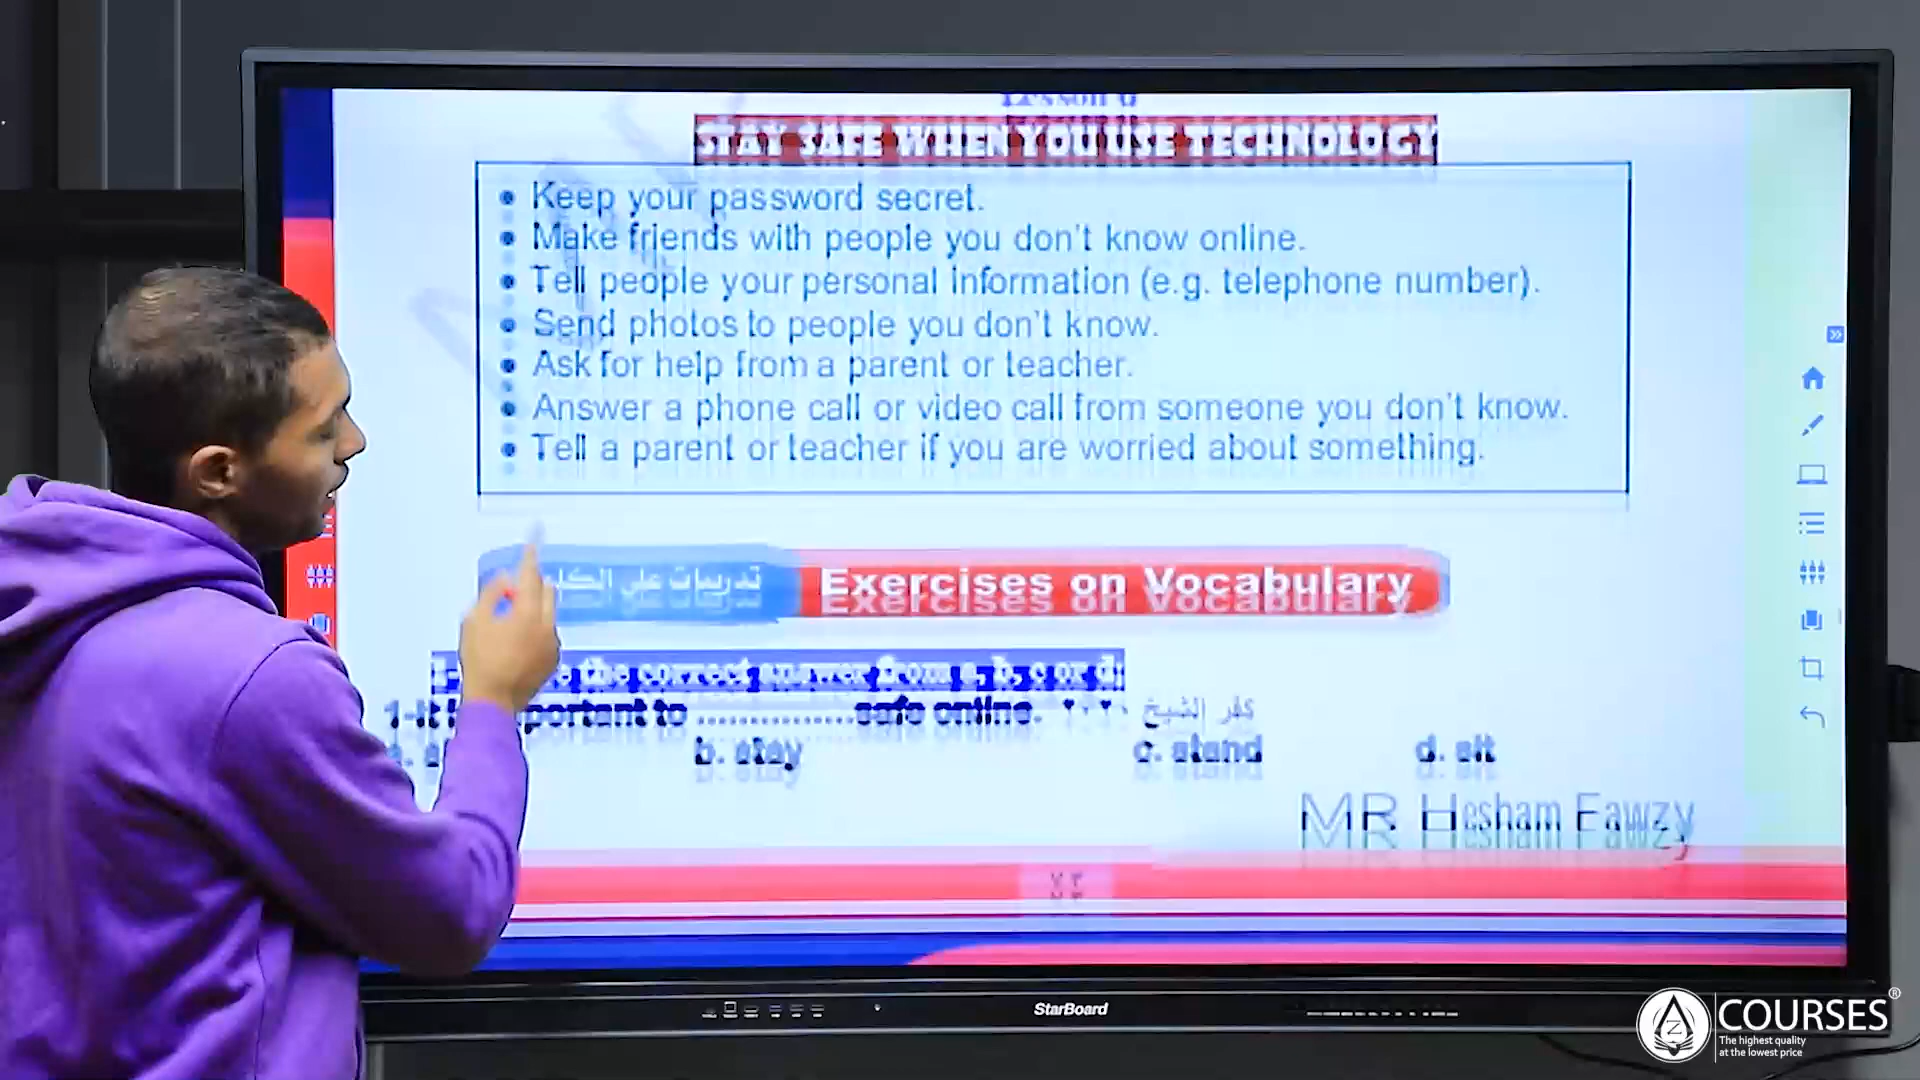 Lesson 6
STAY SAFE WHEN YOU USE TECHNOLOGY
• Keep your password secret.
• Make friends with people you don't know online.
• Tell people your personal information (e.g. telephone number).
• Send photos to people you don't know.
• Ask for help from a parent or teacher.
• Answer a phone call or video call from someone you don't know.
• Tell a parent or teacher if you are worried about something.
تدريبات على Exercises on Vocabulary
the correct answer from a, b, c or d:
to ............... safe online. كفر الشيخ
b. stay c. stand d. sit
MR Hesham Fawzy
StarBoard
COURSES®
The highest quality
at the lowest price